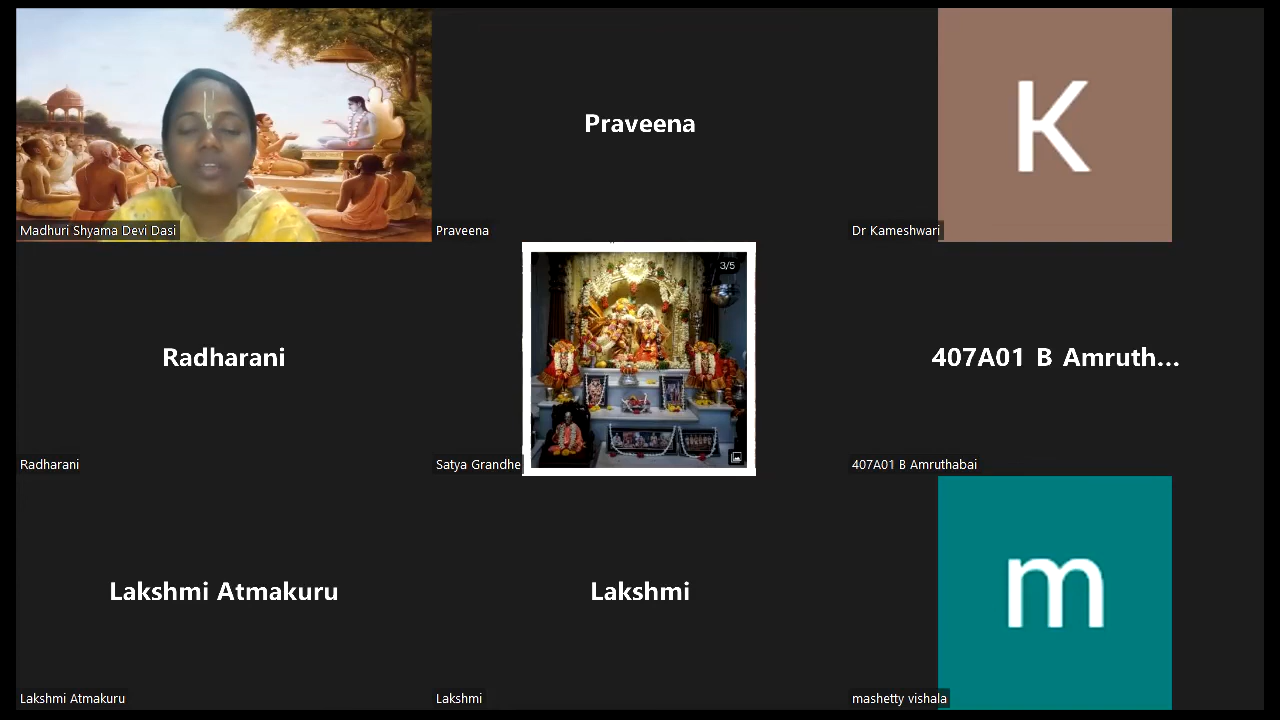 Madhuri Shyama Devi Dasi
Praveena
Praveena
K
Dr Kameshwari
Radharani
Radharani
3/5
Satya Grandhe
407A01 B Amruth...
407A01 B Amruthabai
Lakshmi Atmakuru
Lakshmi Atmakuru
Lakshmi
Lakshmi
m
mashetty vishala